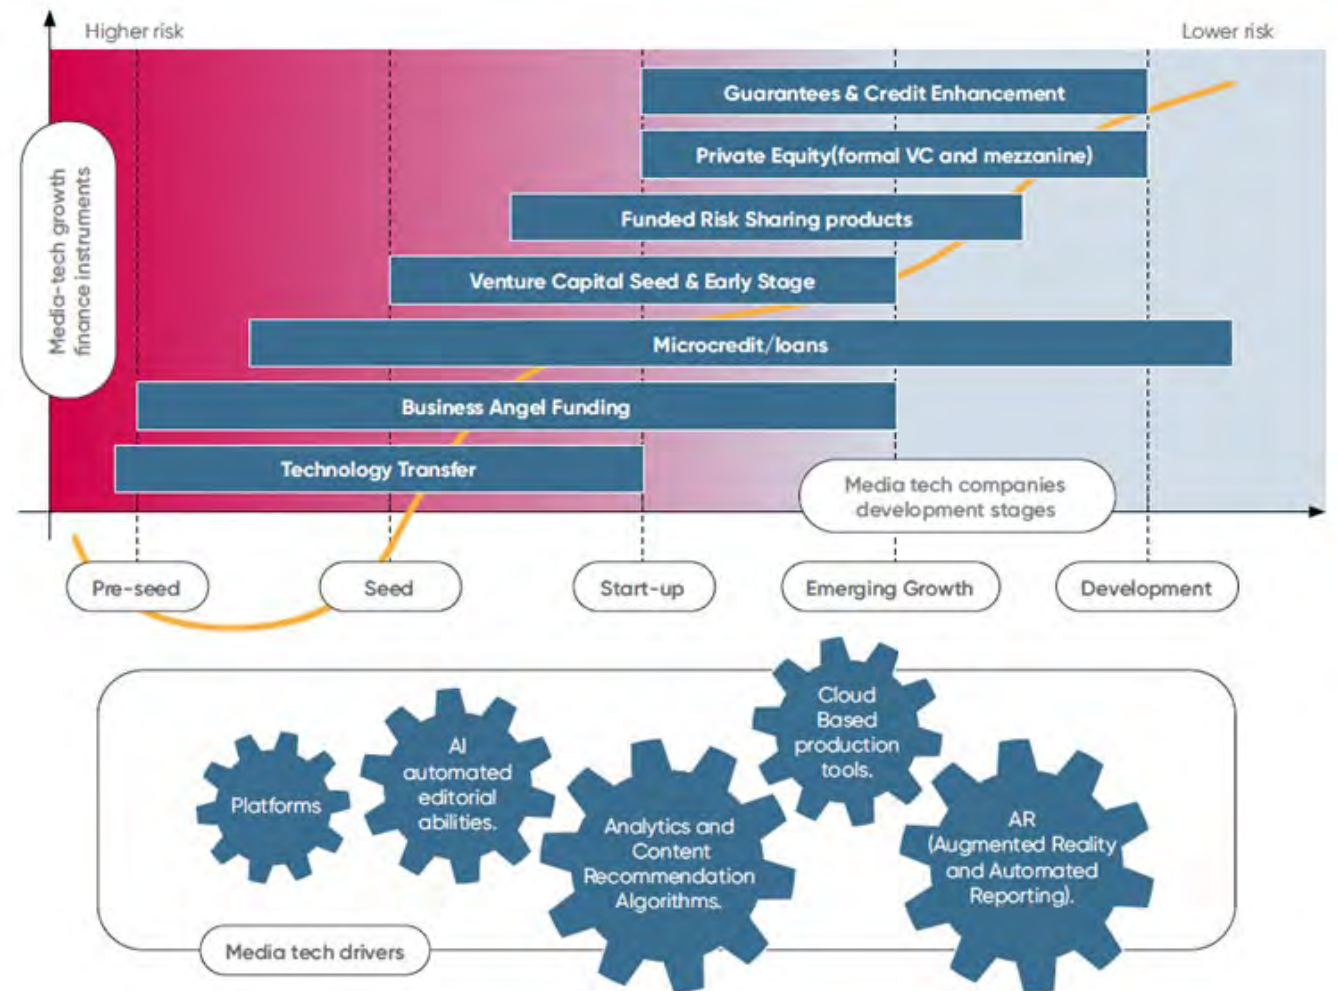 Higher risk
Lower risk
Media-tech growth
finance instruments
Guarantees & Credit Enhancement
Private Equity(formal VC and mezzanine)
Funded Risk Sharing products
Venture Capital Seed & Early Stage
Microcredit/loans
Business Angel Funding
Technology Transfer
Media tech companies
development stages
Pre-seed
Seed
Start-up
Emerging Growth
Development
Platforms
AI
automated
editorial
abilities.
Analytics and
Content
Recommendation
Algorithms.
Cloud
Based
production
tools.
AR
(Augmented Reality
and Automated
Reporting).
Media tech drivers